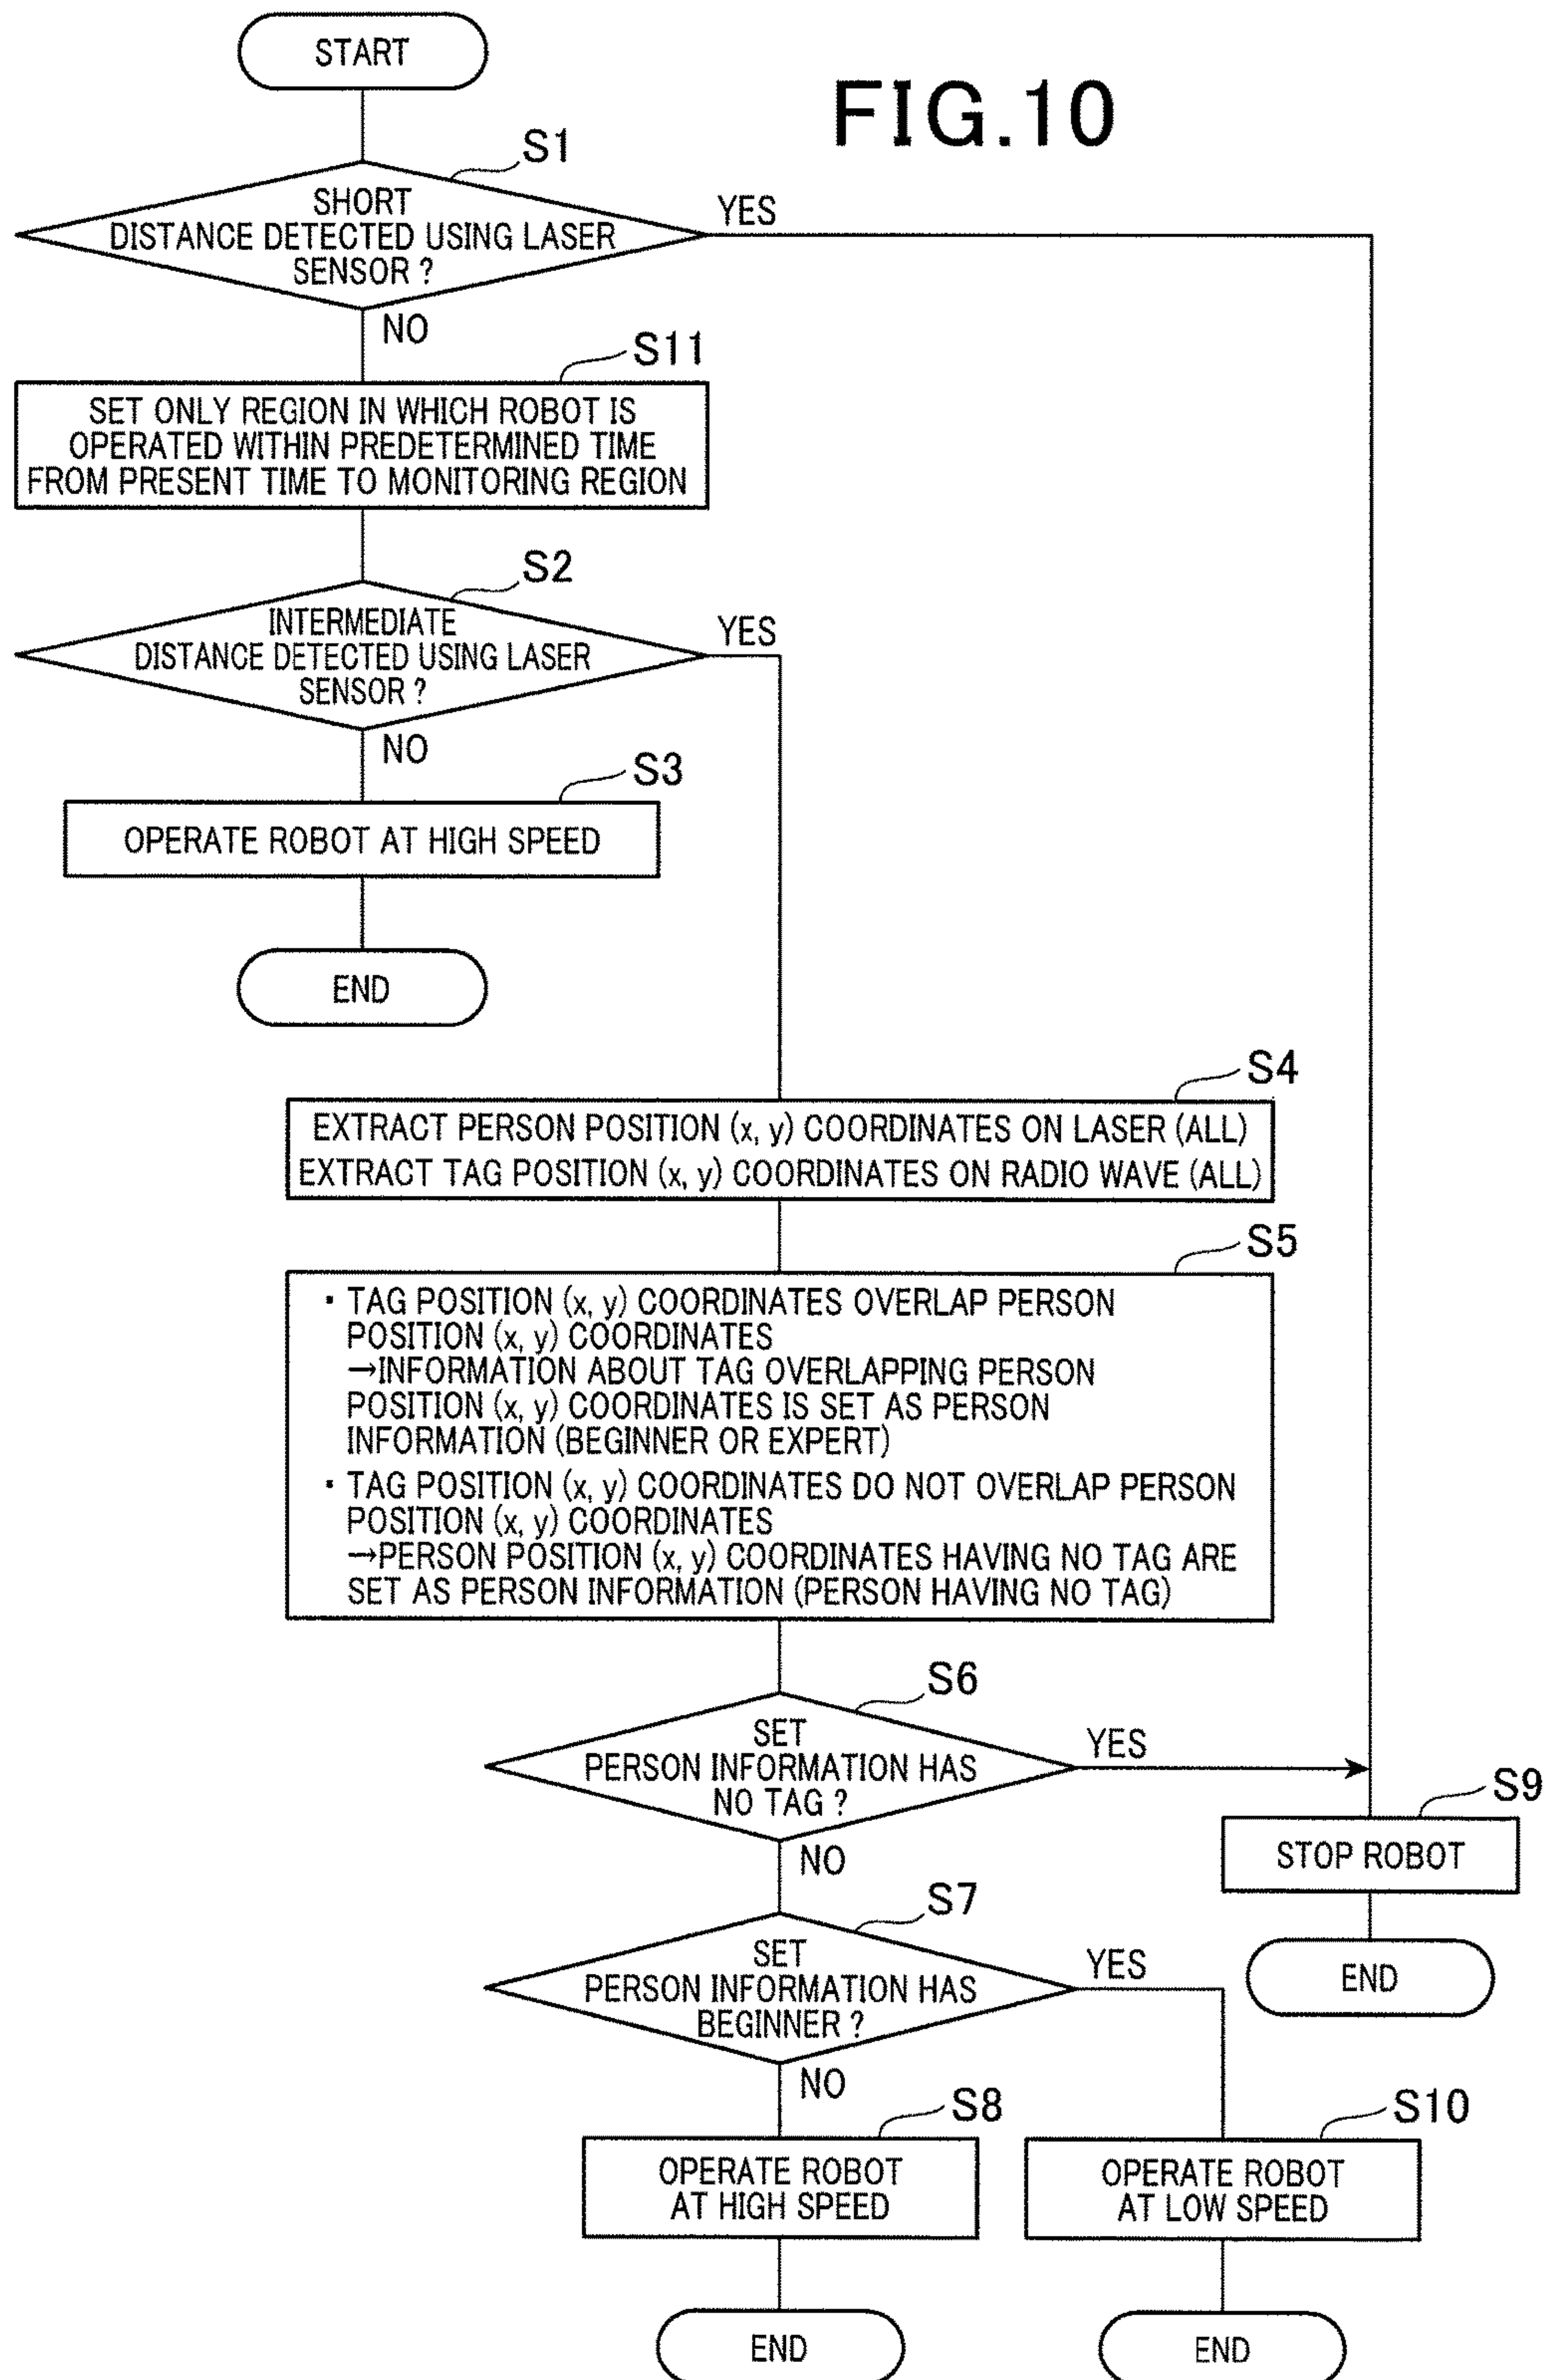 START
FIG.10
S1
SHORT
DISTANCE DETECTED USING LASER
SENSOR ?
YES
NO
S11
SET ONLY REGION IN WHICH ROBOT IS
OPERATED WITHIN PREDETERMINED TIME
FROM PRESENT TIME TO MONITORING REGION
S2
INTERMEDIATE
DISTANCE DETECTED USING LASER
SENSOR ?
YES
NO
S3
OPERATE ROBOT AT HIGH SPEED
END
S4
EXTRACT PERSON POSITION (x, y) COORDINATES ON LASER (ALL)
EXTRACT TAG POSITION (x, y) COORDINATES ON RADIO WAVE (ALL)
S5
・TAG POSITION (x, y) COORDINATES OVERLAP PERSON
POSITION (x, y) COORDINATES
→INFORMATION ABOUT TAG OVERLAPPING PERSON
POSITION (x, y) COORDINATES IS SET AS PERSON
INFORMATION (BEGINNER OR EXPERT)
・TAG POSITION (x, y) COORDINATES DO NOT OVERLAP PERSON
POSITION (x, y) COORDINATES
→PERSON POSITION (x, y) COORDINATES HAVING NO TAG ARE
SET AS PERSON INFORMATION (PERSON HAVING NO TAG)
S6
SET
PERSON INFORMATION HAS
NO TAG ?
YES
NO
S9
STOP ROBOT
END
S7
SET
PERSON INFORMATION HAS
BEGINNER ?
YES
NO
S8
OPERATE ROBOT
AT HIGH SPEED
END
S10
OPERATE ROBOT
AT LOW SPEED
END